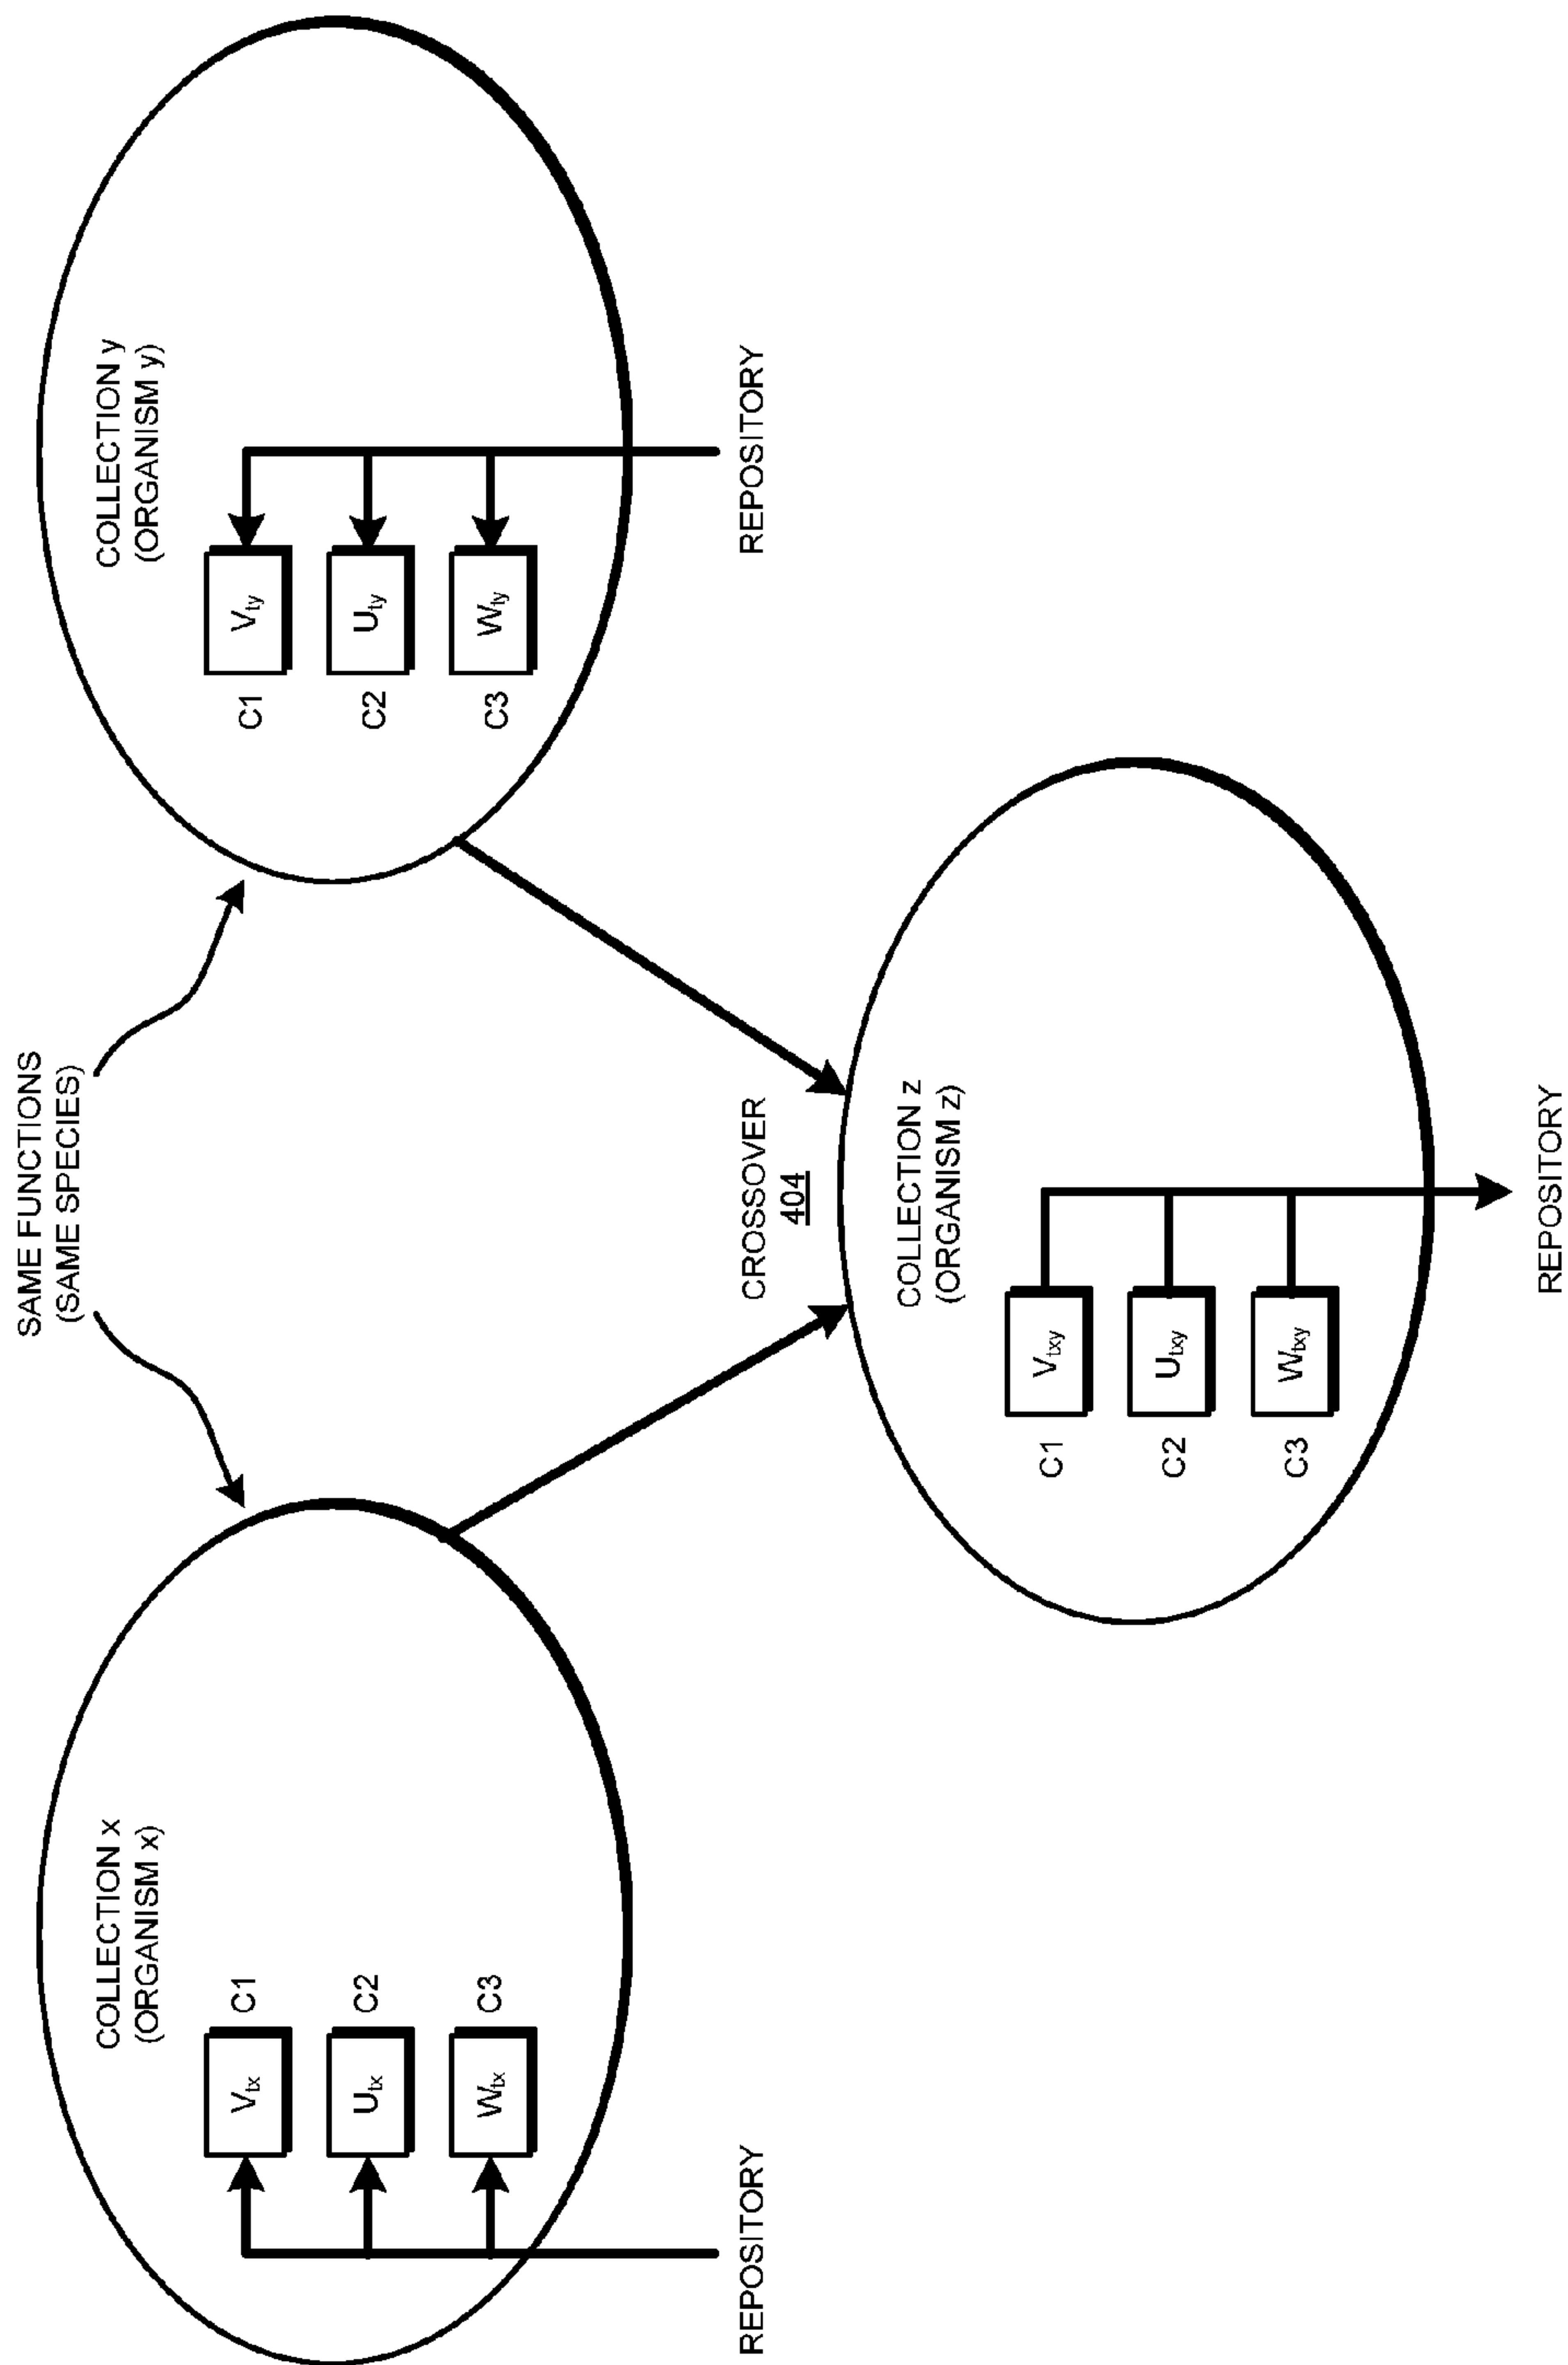 SAME FUNCTIONS
(SAME SPECIES)
COLLECTION x
(ORGANISM x)
Vtx C1
Utx C2
Wtx C3
REPOSITORY
COLLECTION y
(ORGANISM y)
C1 Vty
C2 Uty
C3 Wty
REPOSITORY
CROSSOVER
404
COLLECTION z
(ORGANISM z)
C1 Vtxy
C2 Utxy
C3 Wtxy
REPOSITORY